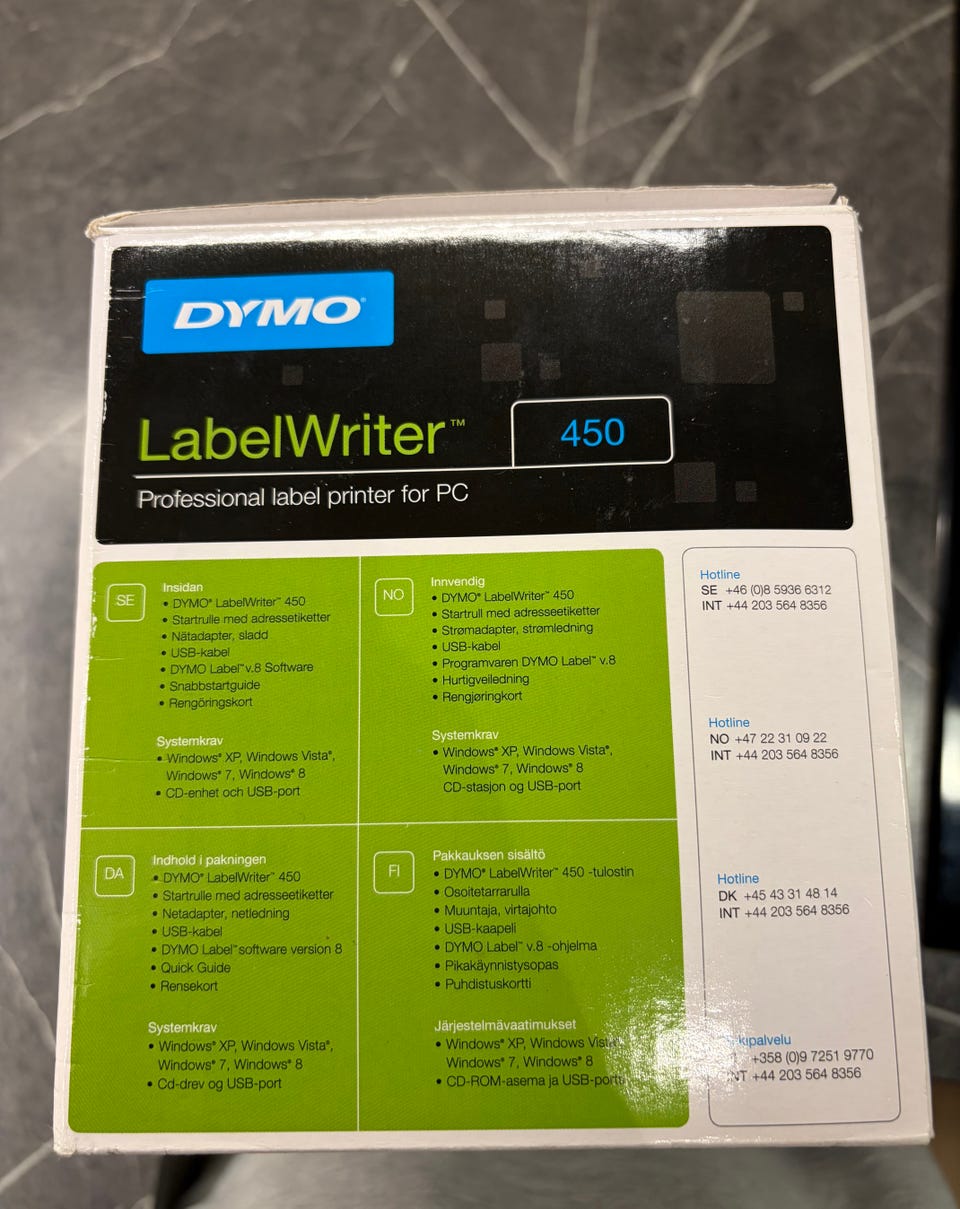 DYMO®
LabelWriter™
450
Professional label printer for PC
SE
Insidan
• DYMO® LabelWriter™ 450
• Startrulle med adressetiketter
• Nätadapter, sladd
• USB-kabel
• DYMO Label™ v.8 Software
• Snabbstartguide
• Rengöringskort
Systemkrav
• Windows® XP, Windows Vista®,
Windows® 7, Windows® 8
• CD-enhet och USB-port
NO
Innvendig
• DYMO® LabelWriter™ 450
• Startrull med adresseetiketter
• Strømadapter, strømledning
• USB-kabel
• Programvaren DYMO Label™ v.8
• Hurtigveiledning
• Rengjøringkort
Systemkrav
• Windows® XP, Windows Vista®,
Windows® 7, Windows® 8
CD-stasjon og USB-port
DA
Indhold i pakningen
• DYMO® LabelWriter™ 450
• Startrulle med adresseetiketter
• Netadapter, netledning
• USB-kabel
• DYMO Label™ software version 8
• Quick Guide
• Rensekort
Systemkrav
• Windows® XP, Windows Vista®,
Windows® 7, Windows® 8
• Cd-drev og USB-port
FI
Pakkauksen sisältö
• DYMO® LabelWriter™ 450 -tulostin
• Osoitetarrarulla
• Muuntaja, virtajohto
• USB-kaapeli
• DYMO Label™ v.8 -ohjelma
• Pikakäynnistysopas
• Puhdistuskortti
Järjestelmävaatimukset
• Windows® XP, Windows
Windows® 7, Windows® 8
• CD-ROM-asema ja
Hotline
SE +46 (0)8 5936 6312
INT +44 203 564 8356
Hotline
NO +47 22 31 09 22
INT +44 203 564 8356
Hotline
DK +45 43 31 48 14
INT +44 203 564 8356
+358 (0)9 7251 9770
INT +44 203 564 8356